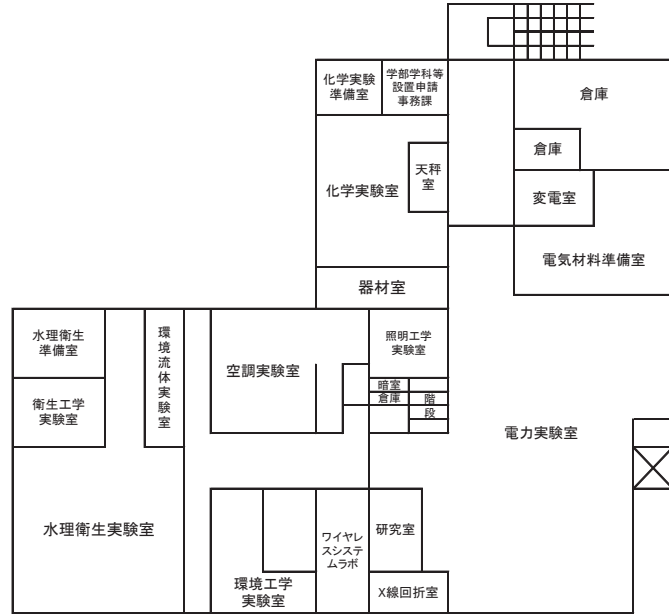 化学実験
準備室
学部学科等
設置申請
事務課
倉庫
倉庫
天秤
室
化学実験室
変電室
電気材料準備室
器材室
水理衛生
準備室
環境流体実験室
空調実験室
照明工学
実験室
暗室
倉庫
階
段
衛生工学
実験室
電力実験室
水理衛生実験室
ワイヤレ
スシステ
ムラボ
研究室
環境工学
実験室
X線回折室